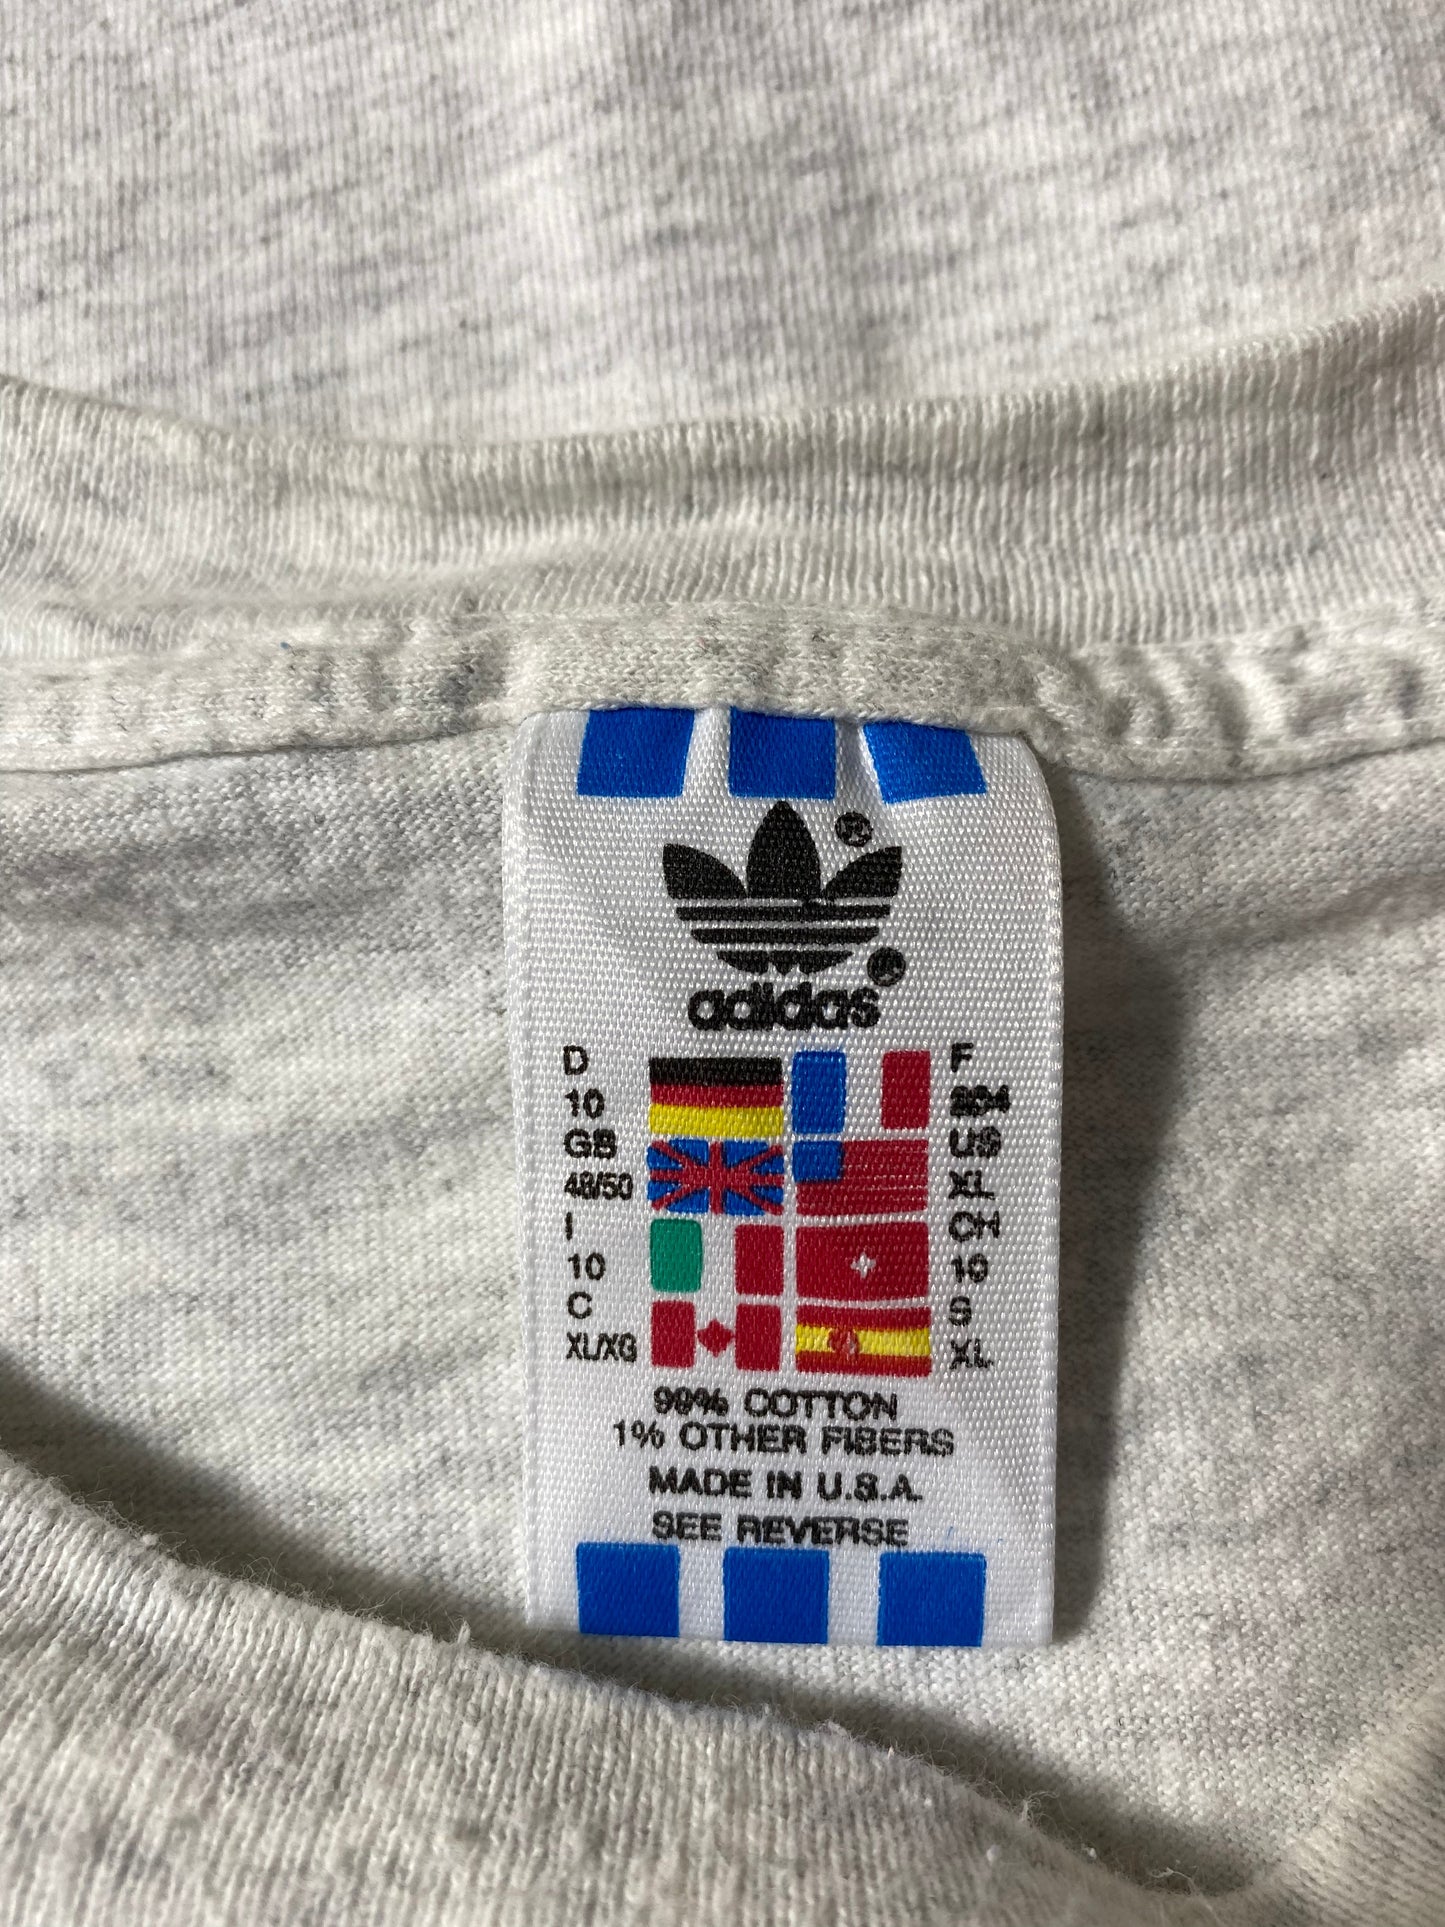 ®
®
adidas
D
10
GB
48/50
I
10
C
XL/XG
F
US
XL
CH
10
S
XL
99% COTTON
1% OTHER FIBERS
MADE IN U.S.A.
SEE REVERSE